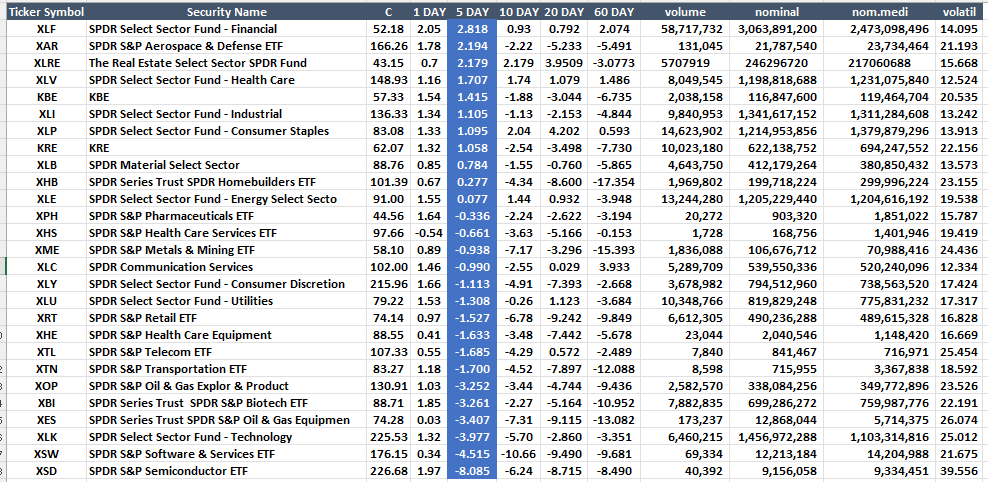 Ticker Symbol Security Name C 1 DAY 5 DAY 10 DAY 20 DAY 60 DAY volume nominal nom.medi volatil
XLF SPDR Select Sector Fund - Financial 52.18 2.05 2.818 0.93 0.792 2.074 58,717,732 3,063,891,200 2,473,098,496 14.095
XAR SPDR S&P Aerospace & Defense ETF 166.26 1.78 2.194 -2.22 -5.233 -5.491 131,045 21,787,540 23,734,464 21.193
XLRE The Real Estate Select Sector SPDR Fund 43.15 0.7 2.179 2.179 3.9509 -3.0773 5707919 246296720 217060688 15.668
XLV SPDR Select Sector Fund - Health Care 148.93 1.16 1.707 1.74 1.079 1.486 8,049,545 1,198,818,688 1,231,075,840 12.524
KBE KBE 57.33 1.54 1.415 -1.88 -3.044 -6.735 2,038,158 116,847,600 119,464,704 20.535
XLI SPDR Select Sector Fund - Industrial 136.33 1.34 1.105 -1.13 -2.153 -4.844 9,840,953 1,341,617,152 1,311,284,608 13.242
XLP SPDR Select Sector Fund - Consumer Staples 83.08 1.33 1.095 2.04 4.202 0.593 14,623,902 1,214,953,856 1,379,879,296 13.913
KRE KRE 62.07 1.32 1.058 -2.54 -3.498 -7.730 10,023,180 622,138,752 694,247,552 22.156
XLB SPDR Material Select Sector 88.76 0.85 0.784 -1.55 -0.760 -5.865 4,643,750 412,179,264 380,850,432 13.573
XHB SPDR Series Trust SPDR Homebuilders ETF 101.39 0.67 0.277 -4.34 -8.600 -17.354 1,969,802 199,718,224 299,996,224 23.155
XLE SPDR Select Sector Fund - Energy Select Secto 91.00 1.55 0.077 1.44 0.932 -3.948 13,244,280 1,205,229,440 1,204,616,192 19.538
XPH SPDR S&P Pharmaceuticals ETF 44.56 1.64 -0.336 -2.24 -2.622 -3.194 20,272 903,320 1,851,022 15.787
XHS SPDR S&P Health Care Services ETF 97.66 -0.54 -0.661 -3.63 -5.166 -0.153 1,728 168,756 1,401,946 19.419
XME SPDR S&P Metals & Mining ETF 58.10 0.89 -0.938 -7.17 -3.296 -15.393 1,836,088 106,676,712 70,988,416 24.436
XLC SPDR Communication Services 102.00 1.46 -0.990 -2.55 0.029 3.933 5,289,709 539,550,336 520,240,096 12.334
XLY SPDR Select Sector Fund - Consumer Discretion 215.96 1.66 -1.113 -4.91 -7.393 -2.668 3,678,982 794,512,960 738,563,520 17.424
XLU SPDR Select Sector Fund - Utilities 79.22 1.53 -1.308 -0.26 1.123 -3.684 10,348,766 819,829,248 775,831,232 17.317
XRT SPDR S&P Retail ETF 74.14 0.97 -1.527 -6.78 -9.242 -9.849 6,612,305 490,236,288 489,615,328 16.828
XHE SPDR S&P Health Care Equipment 88.55 0.41 -1.633 -3.48 -7.442 -5.678 23,044 2,040,546 1,148,420 16.669
XTL SPDR S&P Telecom ETF 107.33 0.55 -1.685 -4.29 0.572 -2.489 7,840 841,467 716,971 25.454
XTN SPDR S&P Transportation ETF 83.27 1.18 -1.700 -4.52 -7.897 -12.088 8,598 715,955 3,367,838 18.592
XOP SPDR S&P Oil & Gas Explor & Product 130.91 1.03 -3.252 -3.44 -4.744 -9.436 2,582,570 338,084,256 349,772,896 23.526
XBI SPDR Series Trust SPDR S&P Biotech ETF 88.71 1.85 -3.261 -2.27 -5.164 -10.952 7,882,835 699,286,272 759,987,776 22.191
XES SPDR Series Trust SPDR S&P Oil & Gas Equipmen 74.28 0.03 -3.407 -7.31 -9.115 -13.082 173,237 12,868,044 5,714,375 26.074
XLK SPDR Select Sector Fund - Technology 225.53 1.32 -3.977 -5.70 -2.860 -3.351 6,460,215 1,456,972,288 1,103,314,816 25.012
XSW SPDR S&P Software & Services ETF 176.15 0.34 -4.515 -10.66 -9.490 -9.681 69,334 12,213,184 14,204,988 21.675
XSD SPDR S&P Semiconductor ETF 226.68 1.97 -8.085 -6.24 -8.715 -8.490 40,392 9,156,058 9,334,451 39.556